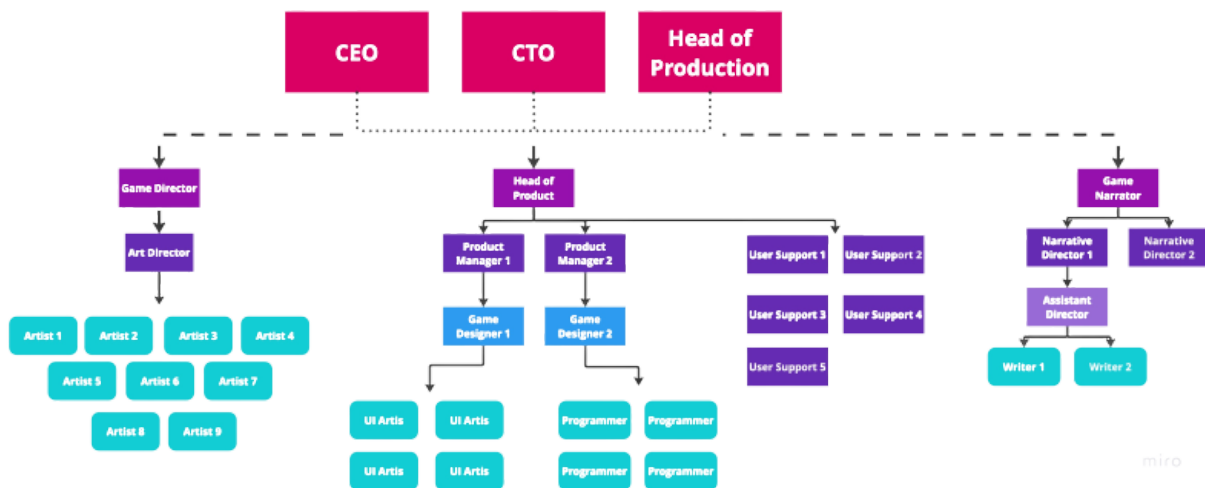 CEO
CTO
Head of
Production
Game Director
Head of
Product
Game
Narrator
Art Director
Product
Manager 1
Product
Manager 2
User Support 1
User Support 2
Narrative
Director 1
Narrative
Director 2
Game
Designer 1
Game
Designer 2
User Support 3
User Support 4
Assistant
Director
Artist 1
Artist 2
Artist 3
Artist 4
User Support 5
Writer 1
Writer 2
Artist 5
Artist 6
Artist 7
UI Artis
UI Artis
Programmer
Programmer
Artist 8
Artist 9
UI Artis
UI Artis
Programmer
Programmer
miro